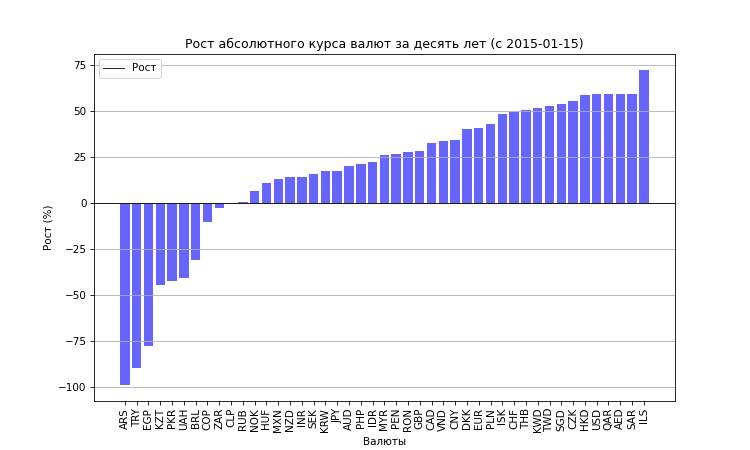 Рост абсолютного курса валют за десять лет (с 2015-01-15)
Рост
75
50
25
0
−25
−50
−75
−100
Рост (%)
ARS TRY EGP KZT PKR UAH BRL COP ZAR CLP RUB NOK HUF MXN NZD INR SEK KRW JPY AUD PHP IDR MYR PEN RON GBP CAD VND CNY DKK EUR PLN ISK CHF THB KWD TWD SGD CZK HKD USD QAR AED SAR ILS
Валюты